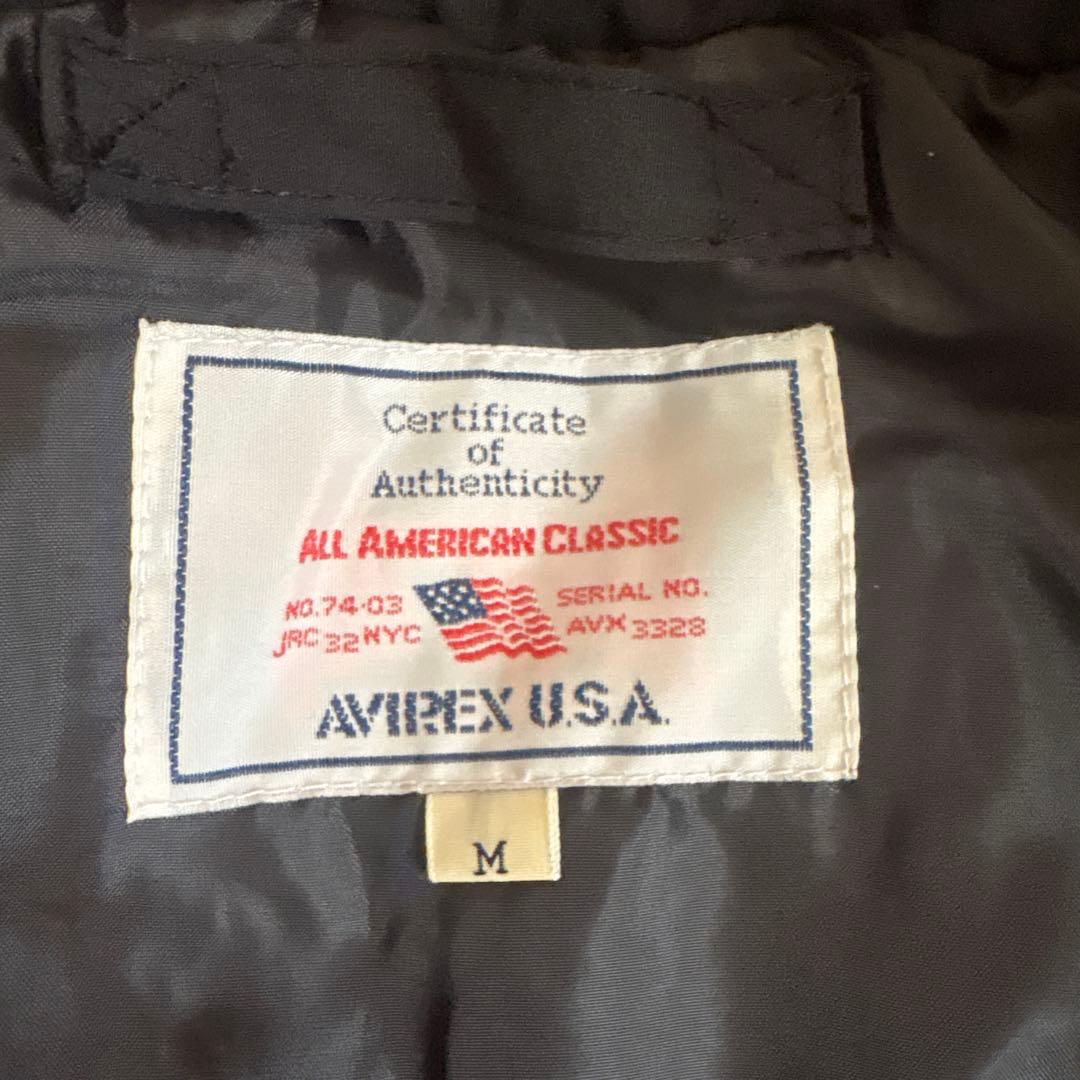 Certificate
of
Authenticity
ALL AMERICAN CLASSIC
NO.74-03
JRC 32 NYC
SERIAL NO.
AVX 3328
AVIREX U.S.A.
M